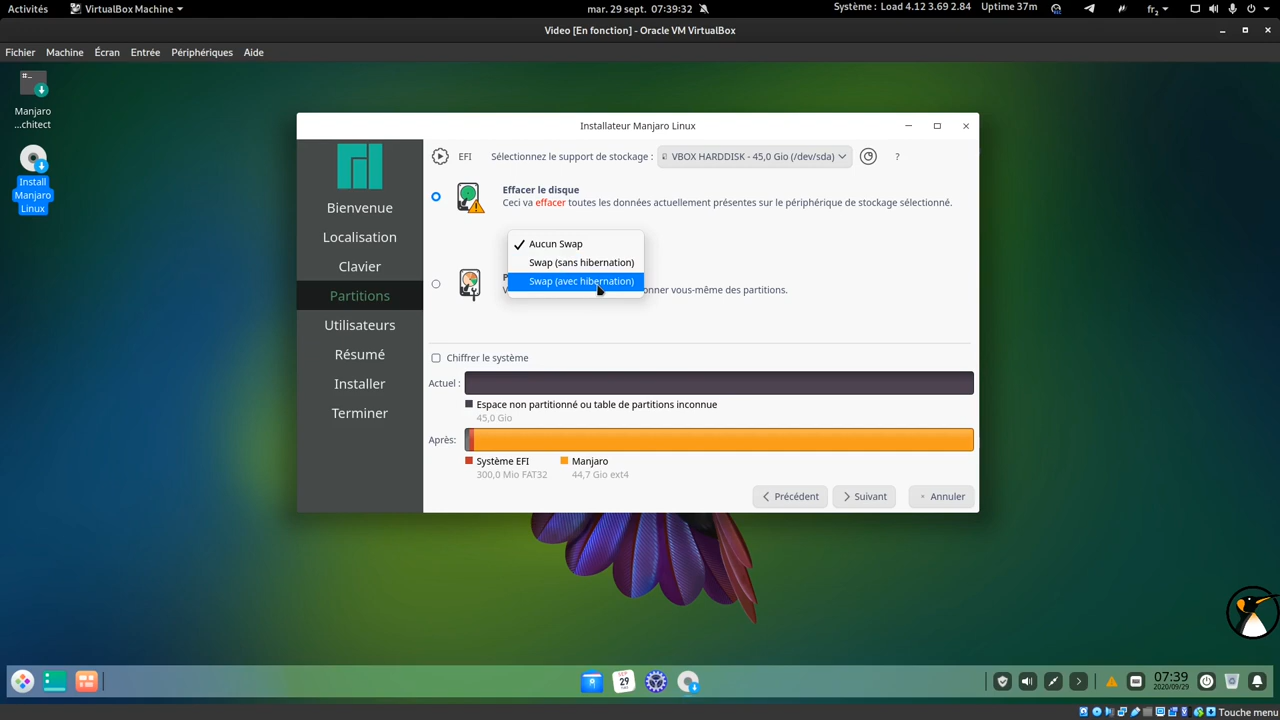 Activités
VirtualBox Machine
mar. 29 sept. 07:39:32
Système : Load 4.12 3.69 2.84 Uptime 37m
fr₂
Video [En fonction] - Oracle VM VirtualBox
Fichier Machine Écran Entrée Périphériques Aide
Manjaro
...chitect
Install
Manjaro
Linux
Installateur Manjaro Linux
Bienvenue
Localisation
Clavier
Partitions
Utilisateurs
Résumé
Installer
Terminer
EFI
Sélectionnez le support de stockage :
VBOX HARDDISK - 45,0 Gio (/dev/sda)
?
Effacer le disque
Ceci va effacer toutes les données actuellement présentes sur le périphérique de stockage sélectionné.
Aucun Swap
Swap (sans hibernation)
Swap (avec hibernation)
onner vous-même des partitions.
Chiffrer le système
Actuel :
Espace non partitionné ou table de partitions inconnue
45,0 Gio
Après:
Système EFI
300,0 Mio FAT32
Manjaro
44,7 Gio ext4
Précédent
Suivant
Annuler
SEP
29
07:39
2020/09/29
Touche menu